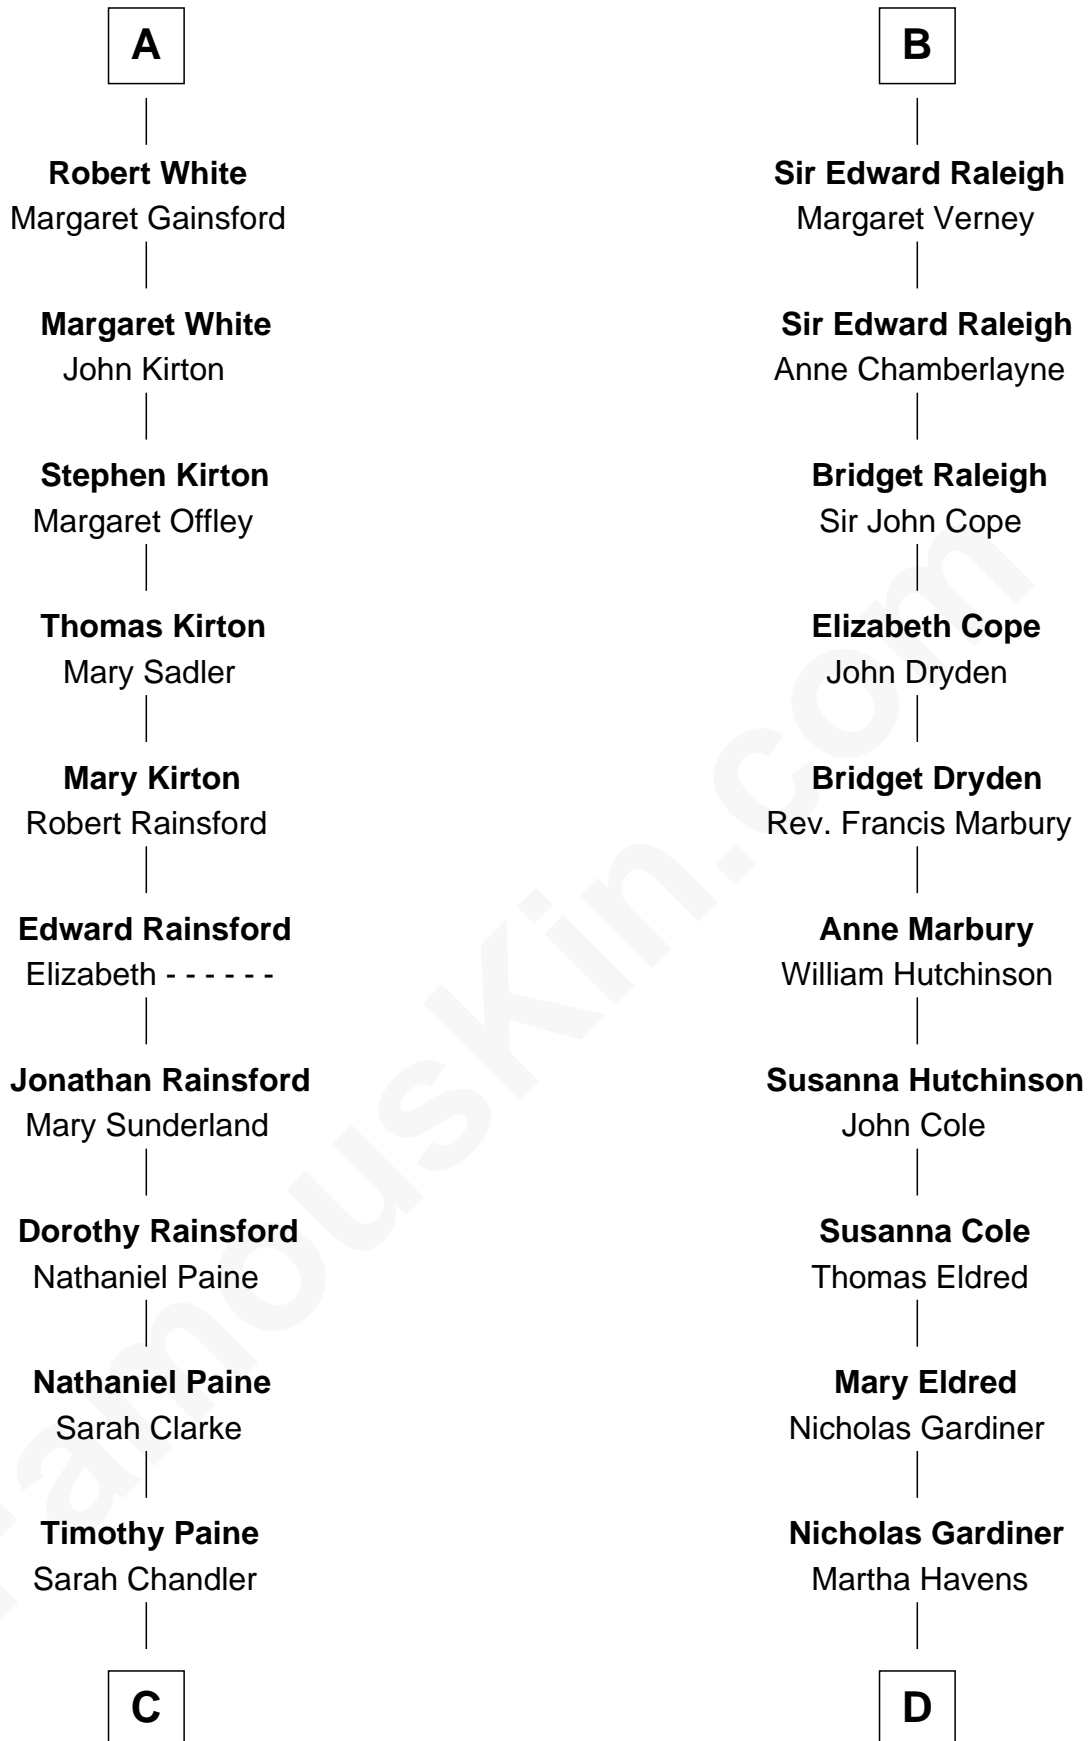 A
Robert White
Margaret Gainsford
Margaret White
John Kirton
Stephen Kirton
Margaret Offley
Thomas Kirton
Mary Sadler
Mary Kirton
Robert Rainsford
Edward Rainsford
Elizabeth - - - - - -
Jonathan Rainsford
Mary Sunderland
Dorothy Rainsford
Nathaniel Paine
Nathaniel Paine
Sarah Clarke
Timothy Paine
Sarah Chandler
C
B
Sir Edward Raleigh
Margaret Verney
Sir Edward Raleigh
Anne Chamberlayne
Bridget Raleigh
Sir John Cope
Elizabeth Cope
John Dryden
Bridget Dryden
Rev. Francis Marbury
Anne Marbury
William Hutchinson
Susanna Hutchinson
John Cole
Susanna Cole
Thomas Eldred
Mary Eldred
Nicholas Gardiner
Nicholas Gardiner
Martha Havens
D
FamousKin.com